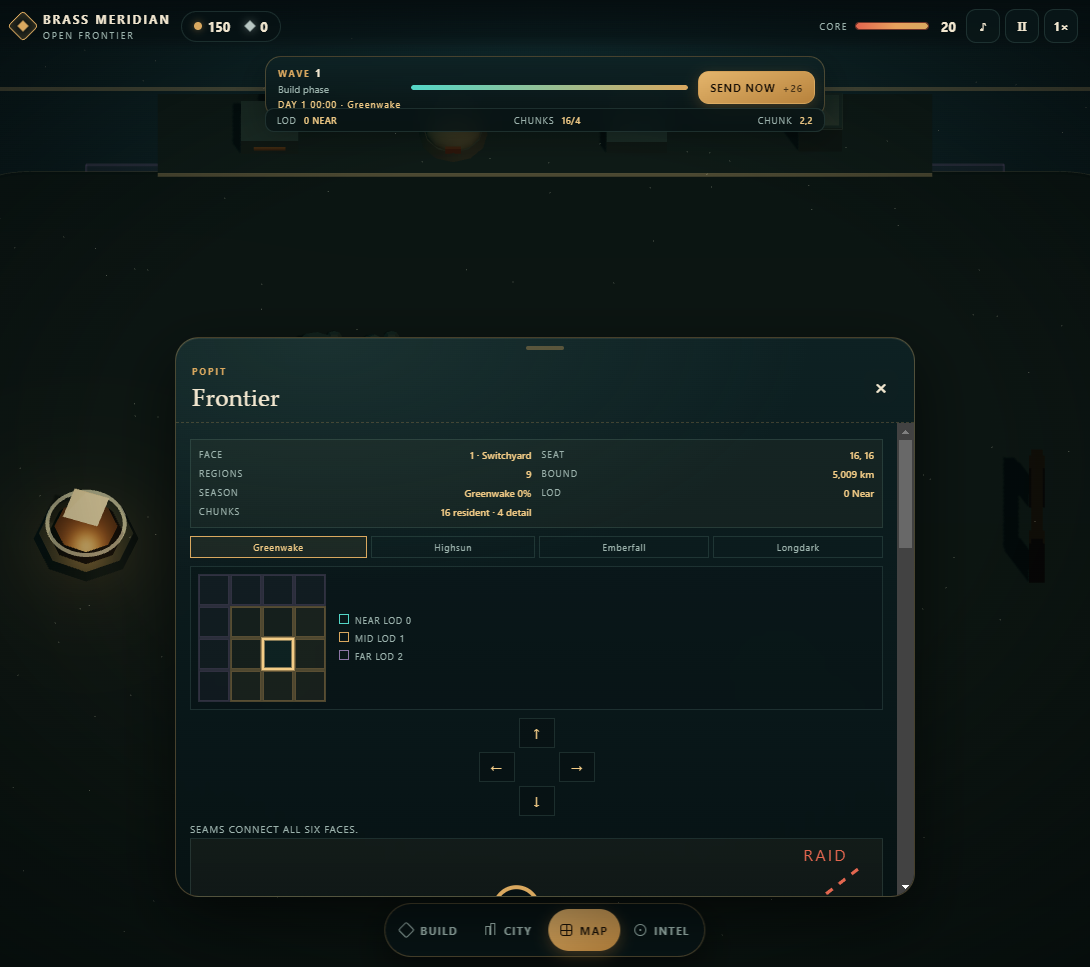 BRASS MERIDIAN
OPEN FRONTIER
150 0
CORE 20 ♪ II 1×
WAVE 1
Build phase
DAY 1 00:00 · Greenwake
SEND NOW +26
LOD 0 NEAR CHUNKS 16/4 CHUNK 2,2
POPIT
Frontier
×
FACE 1 · Switchyard SEAT 16, 16
REGIONS 9 BOUND 5,009 km
SEASON Greenwake 0% LOD 0 Near
CHUNKS 16 resident · 4 detail
Greenwake Highsun Emberfall Longdark
NEAR LOD 0
MID LOD 1
FAR LOD 2
↑
← →
↓
SEAMS CONNECT ALL SIX FACES.
RAID
BUILD CITY MAP INTEL